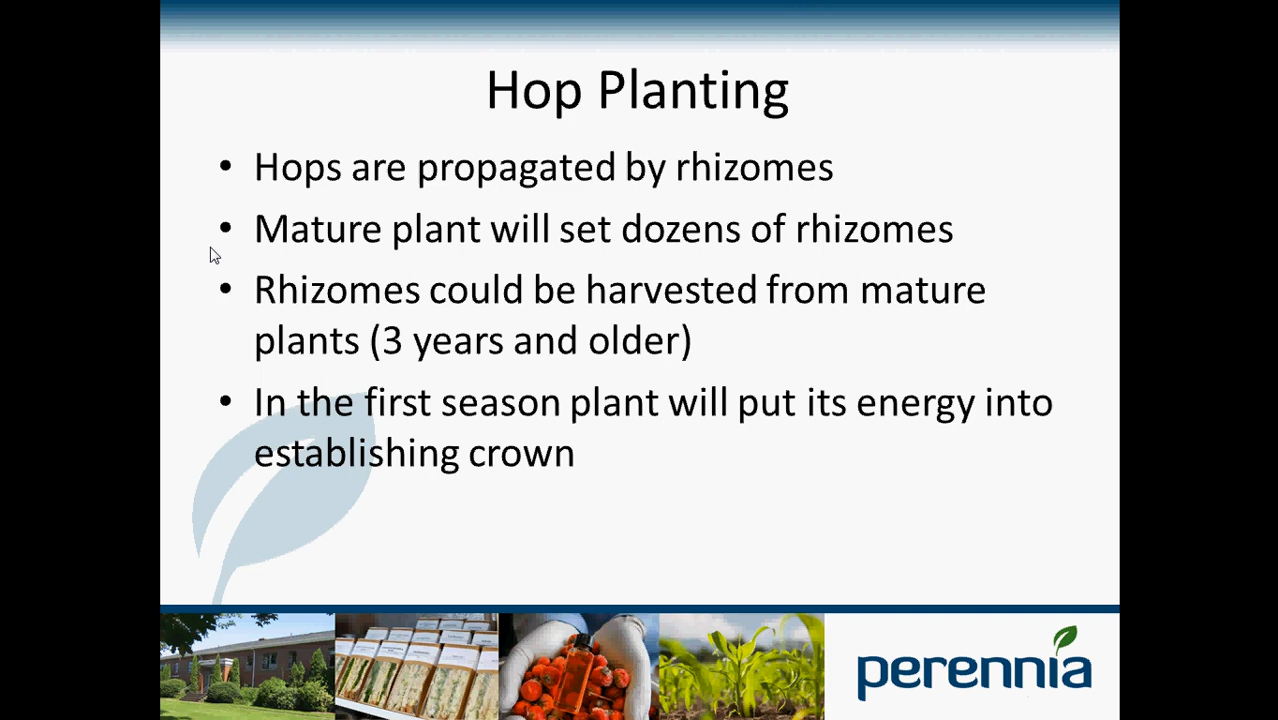 Hop Planting
• Hops are propagated by rhizomes
• Mature plant will set dozens of rhizomes
• Rhizomes could be harvested from mature
plants (3 years and older)
• In the first season plant will put its energy into
establishing crown
perennia